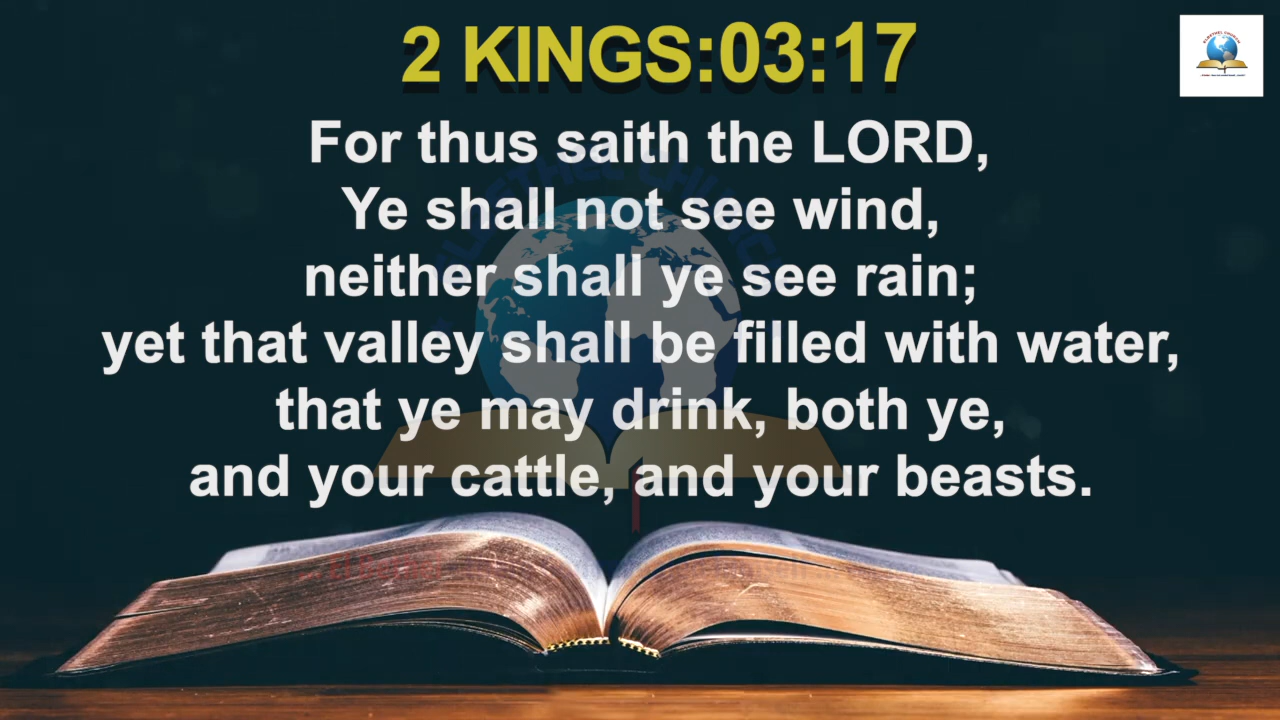 2 KINGS:03:17
For thus saith the LORD,
Ye shall not see wind,
neither shall ye see rain;
yet that valley shall be filled with water,
that ye may drink, both ye,
and your cattle, and your beasts.